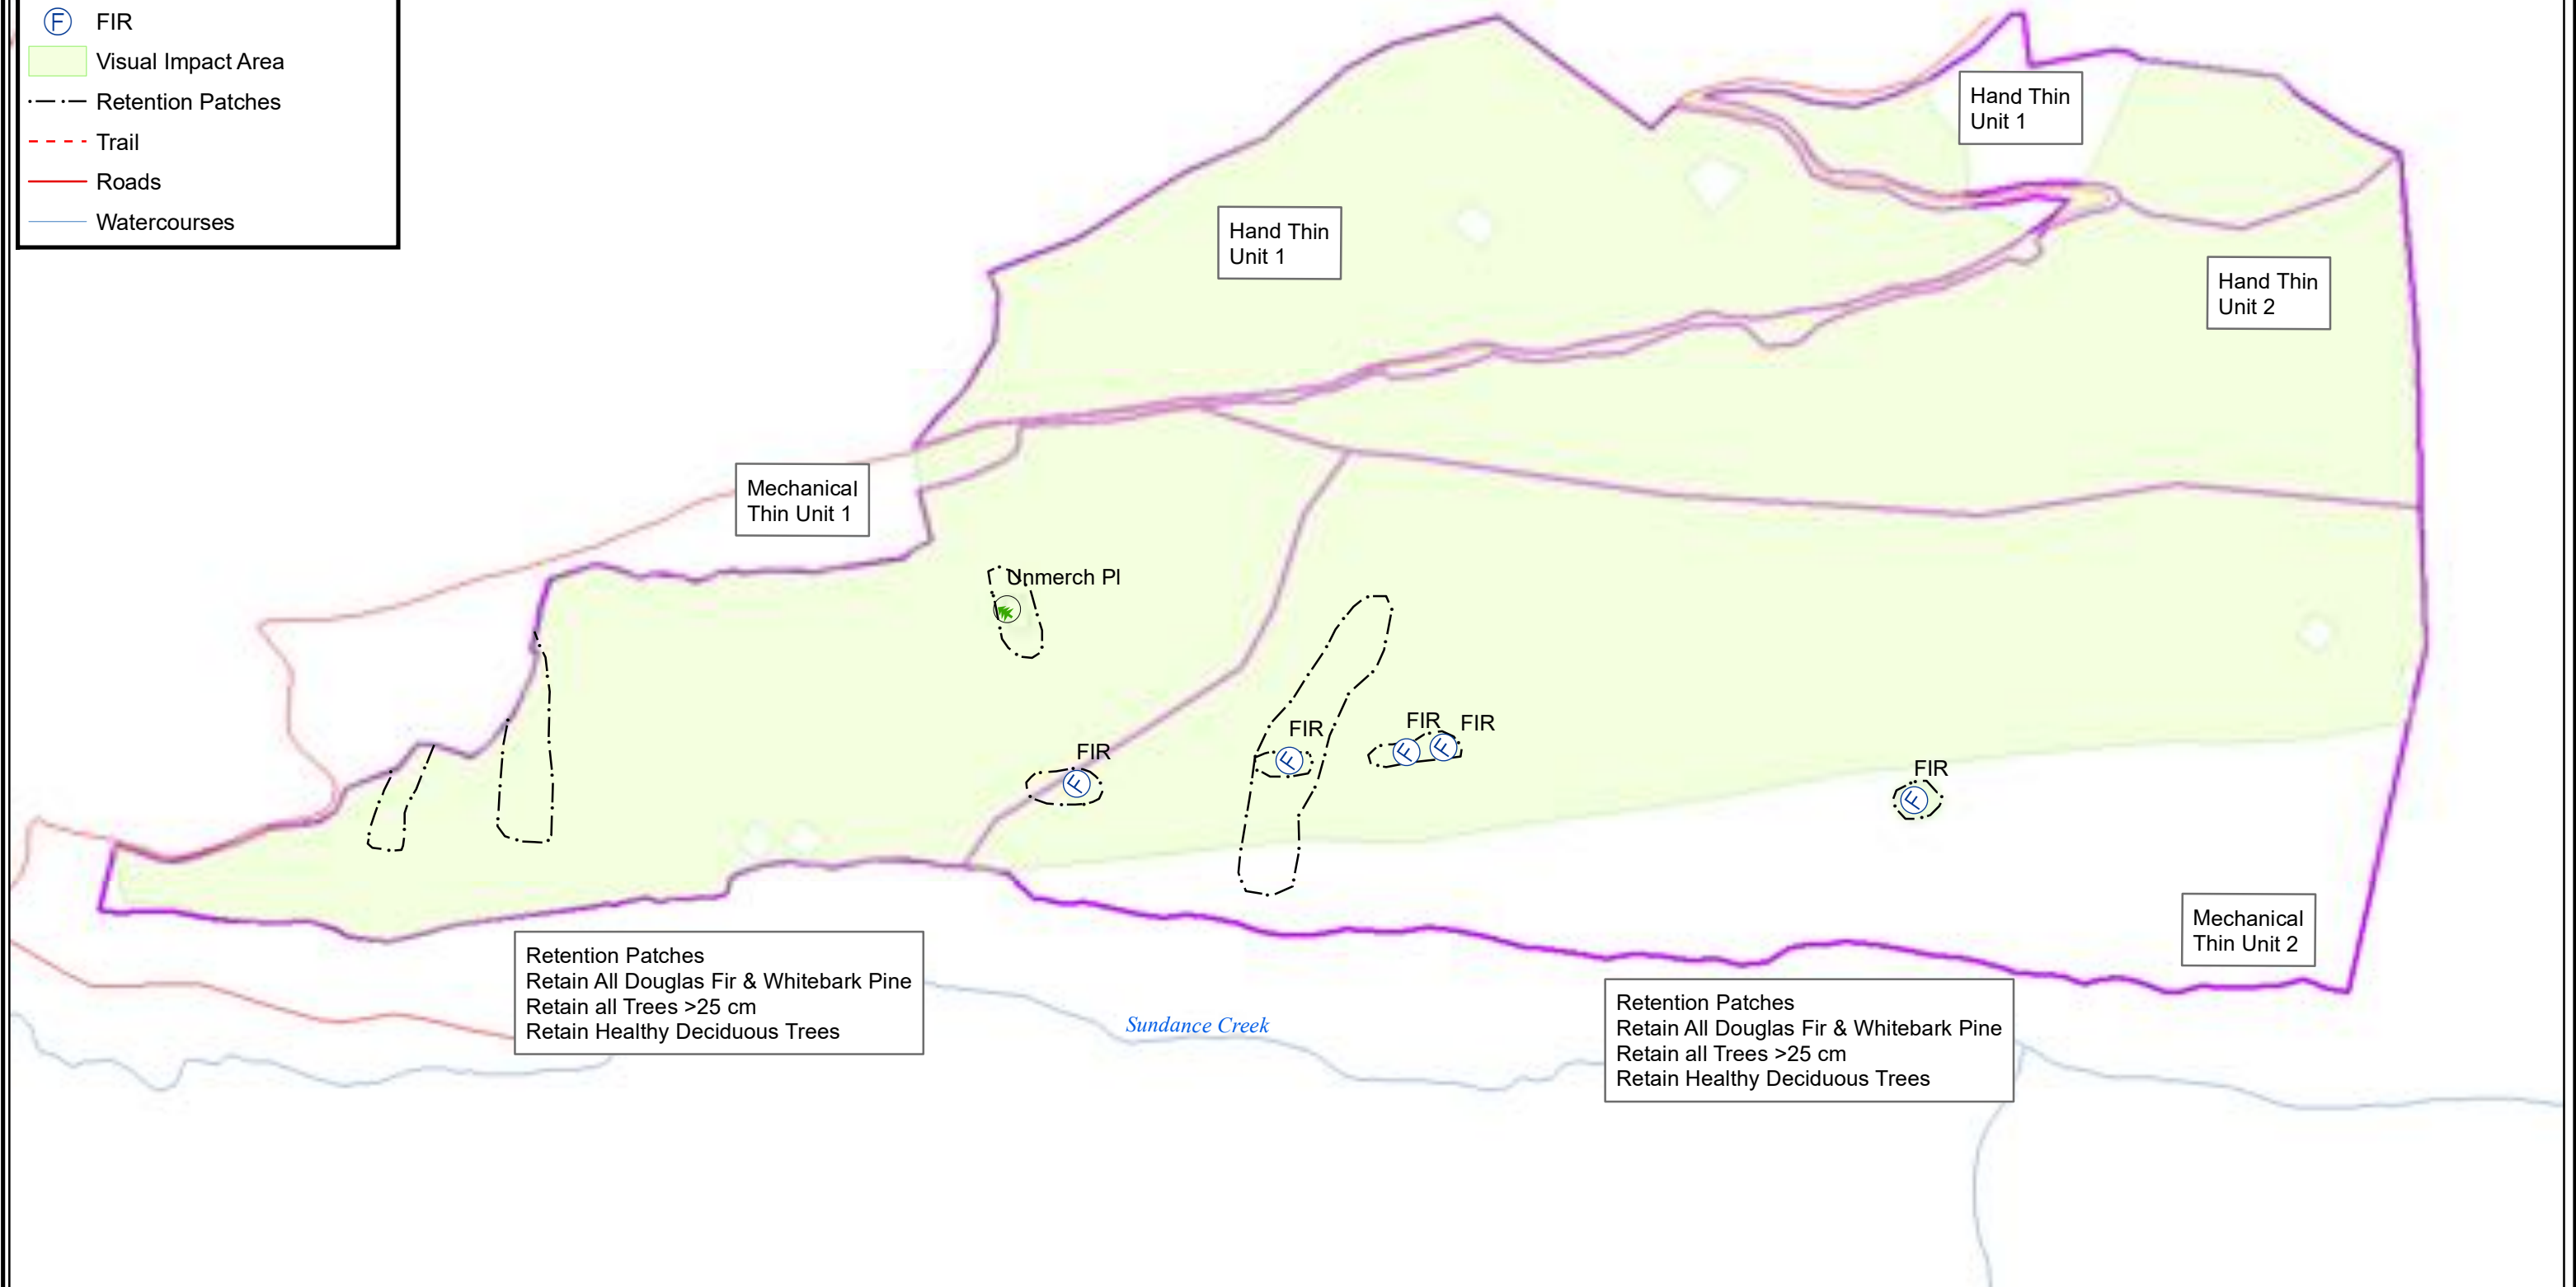 F FIR
Visual Impact Area
Retention Patches
Trail
Roads
Watercourses
Hand Thin
Unit 1
Hand Thin
Unit 1
Hand Thin
Unit 2
Mechanical
Thin Unit 1
Unmerch Pl
FIR
F
FIR
F
FIR
F
FIR
F
FIR
F
Mechanical
Thin Unit 2
Retention Patches
Retain All Douglas Fir & Whitebark Pine
Retain all Trees >25 cm
Retain Healthy Deciduous Trees
Sundance Creek
Retention Patches
Retain All Douglas Fir & Whitebark Pine
Retain all Trees >25 cm
Retain Healthy Deciduous Trees